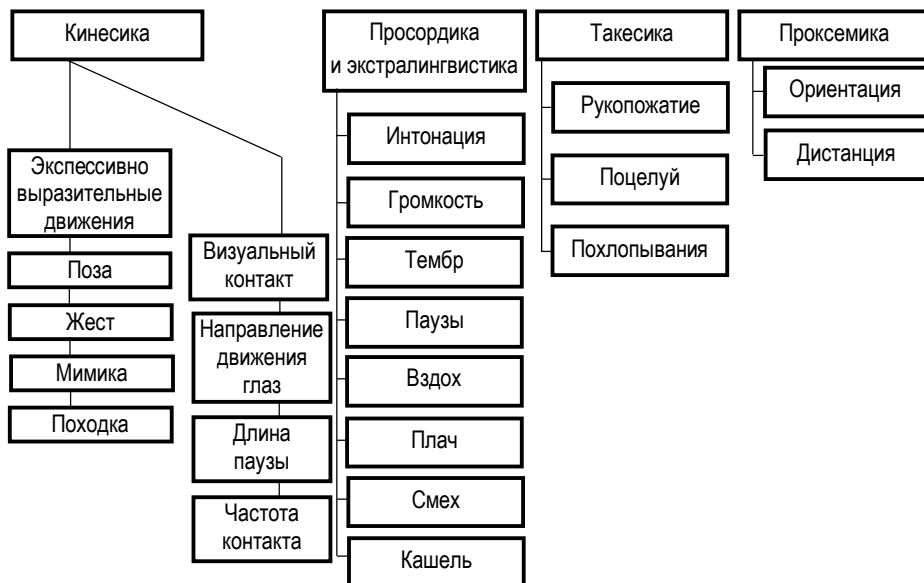 Кинесика
Экспессивно
выразительные
движения
Поза
Жест
Мимика
Походка
Визуальный
контакт
Направление
движения
глаз
Длина
паузы
Частота
контакта
Просордика
и экстралингвистика
Интонация
Громкость
Тембр
Паузы
Вздох
Плач
Смех
Кашель
Такесика
Рукопожатие
Поцелуй
Похлопывания
Проксемика
Ориентация
Дистанция